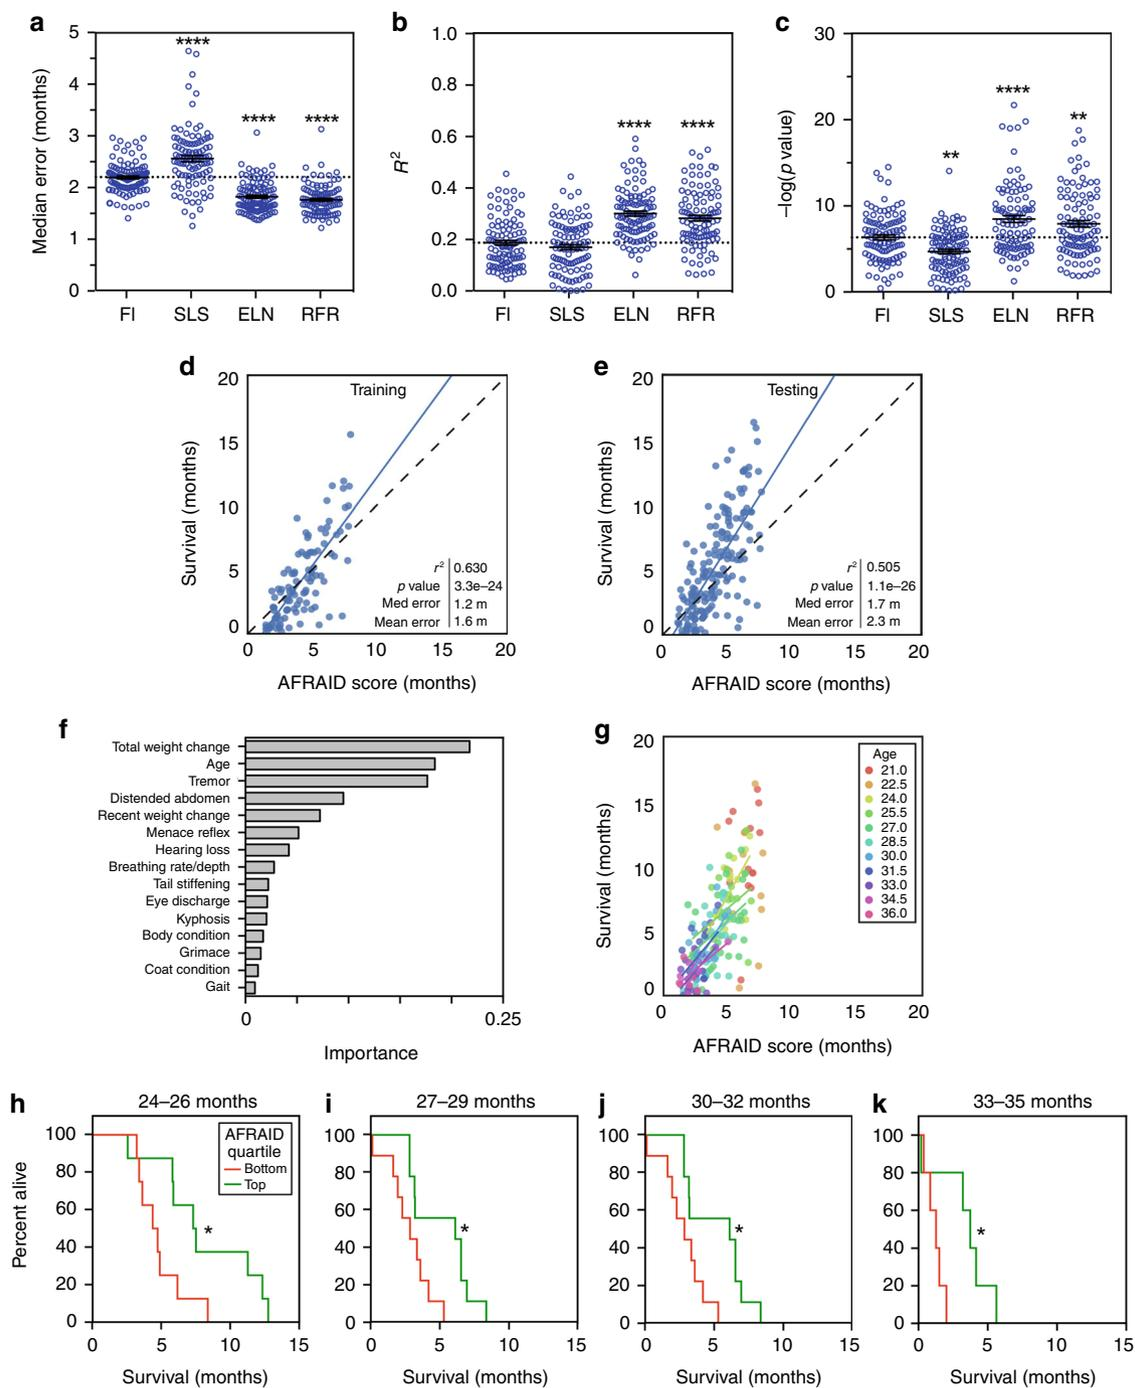 a
Median error (months)
5
4
3
2
1
0
****
****
****
FI SLS ELN RFR
b
R2
1.0
0.8
0.6
0.4
0.2
0.0
****
****
FI SLS ELN RFR
c
–log(p value)
30
20
10
0
**
****
**
FI SLS ELN RFR
d
Training
Survival (months)
20
15
10
5
0
r2 0.630
p value 3.3e–24
Med error 1.2 m
Mean error 1.6 m
0 5 10 15 20
AFRAID score (months)
e
Testing
Survival (months)
20
15
10
5
0
r2 0.505
p value 1.1e–26
Med error 1.7 m
Mean error 2.3 m
0 5 10 15 20
AFRAID score (months)
f
Total weight change
Age
Tremor
Distended abdomen
Recent weight change
Menace reflex
Hearing loss
Breathing rate/depth
Tail stiffening
Eye discharge
Kyphosis
Body condition
Grimace
Coat condition
Gait
0 0.25
Importance
g
Survival (months)
20
15
10
5
0
Age
21.0
22.5
24.0
25.5
27.0
28.5
30.0
31.5
33.0
34.5
36.0
0 5 10 15 20
AFRAID score (months)
h
24–26 months
Percent alive
100
80
60
40
20
0
AFRAID
quartile
Bottom
Top
*
0 5 10 15
Survival (months)
i
27–29 months
100
80
60
40
20
0
*
0 5 10 15
Survival (months)
j
30–32 months
100
80
60
40
20
0
*
0 5 10 15
Survival (months)
k
33–35 months
100
80
60
40
20
0
*
0 5 10 15
Survival (months)